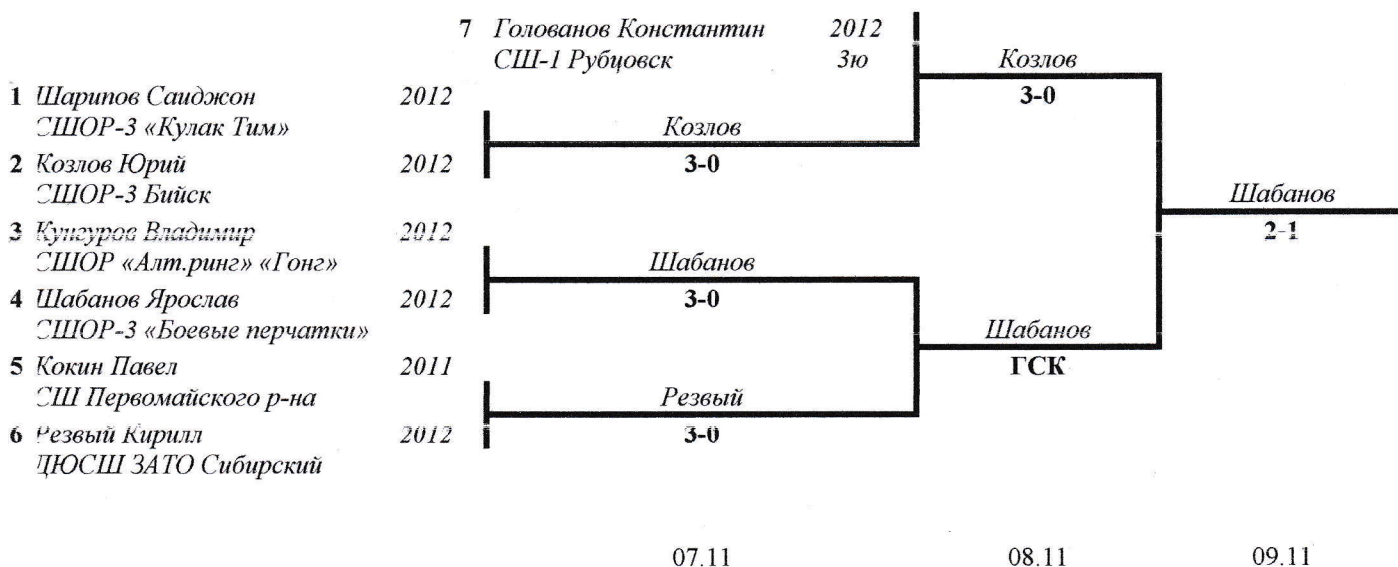 7 Голованов Константин 2012
СШ-1 Рубцовск 3ю
Козлов
3-0
1 Шарипов Саиджон 2012
СШОР-3 «Кулак Тим»
Козлов
3-0
2 Козлов Юрий 2012
СШОР-3 Бийск
Шабанов
2-1
3 Кунгуров Владимир 2012
СШОР «Алт.ринг» «Гонг»
Шабанов
3-0
4 Шабанов Ярослав 2012
СШОР-3 «Боевые перчатки»
Шабанов
ГСК
5 Кокин Павел 2011
СШ Первомайского р-на
Резвый
3-0
6 Резвый Кирилл 2012
ДЮСШ ЗАТО Сибирский
07.11 08.11 09.11